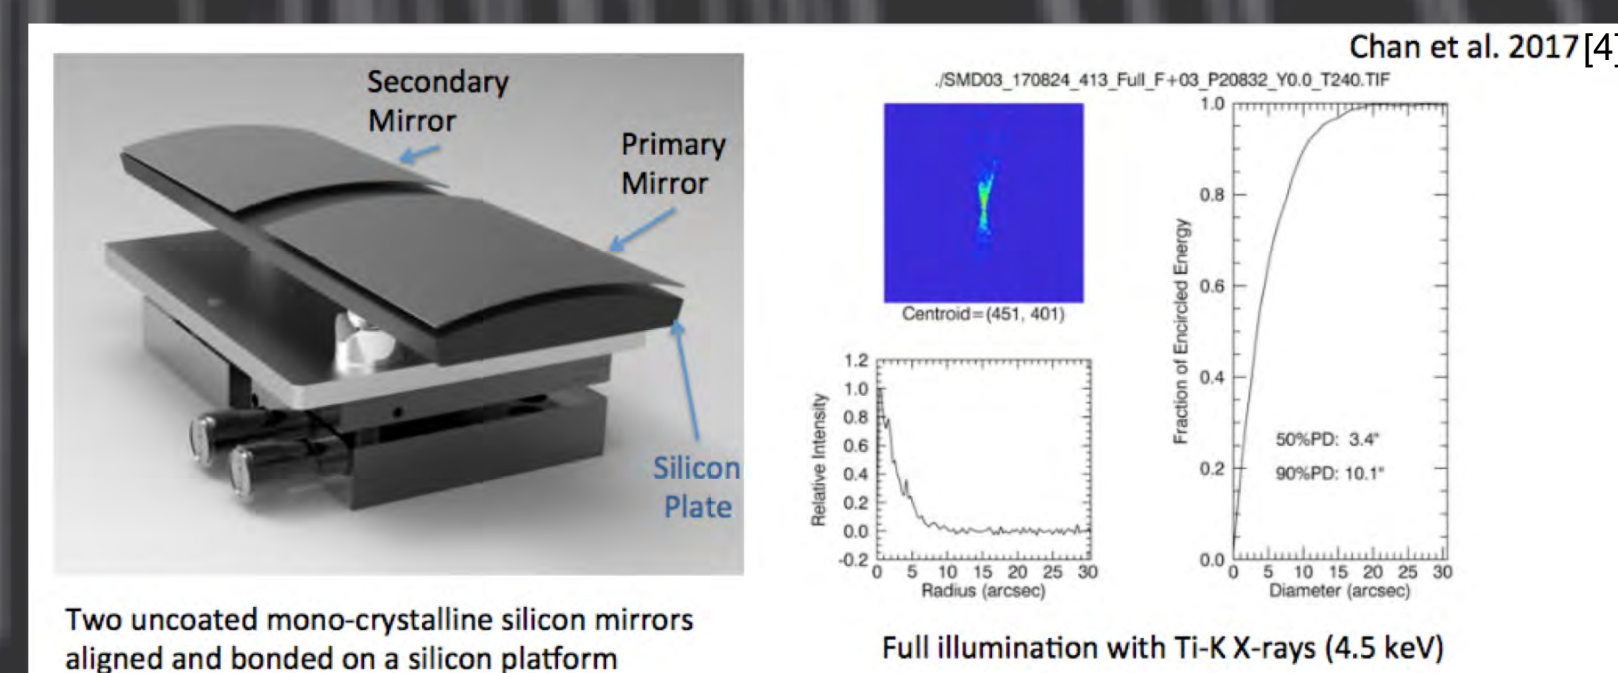 Chan et al. 2017[4]
Secondary
Mirror
Primary
Mirror
Silicon
Plate
Two uncoated mono-crystalline silicon mirrors
aligned and bonded on a silicon platform
./SMD03_170824_413_Full_F+03_P20832_Y0.0_T240.TIF
Centroid=(451, 401)
1.2
1.0
0.8
0.6
0.4
0.2
0.0
-0.2
Relative Intensity
0 5 10 15 20 25 30
Radius (arcsec)
1.0
0.8
0.6
0.4
0.2
0.0
Fraction of Encircled Energy
50%PD: 3.4"
90%PD: 10.1"
0 5 10 15 20 25 30
Diameter (arcsec)
Full illumination with Ti-K X-rays (4.5 keV)